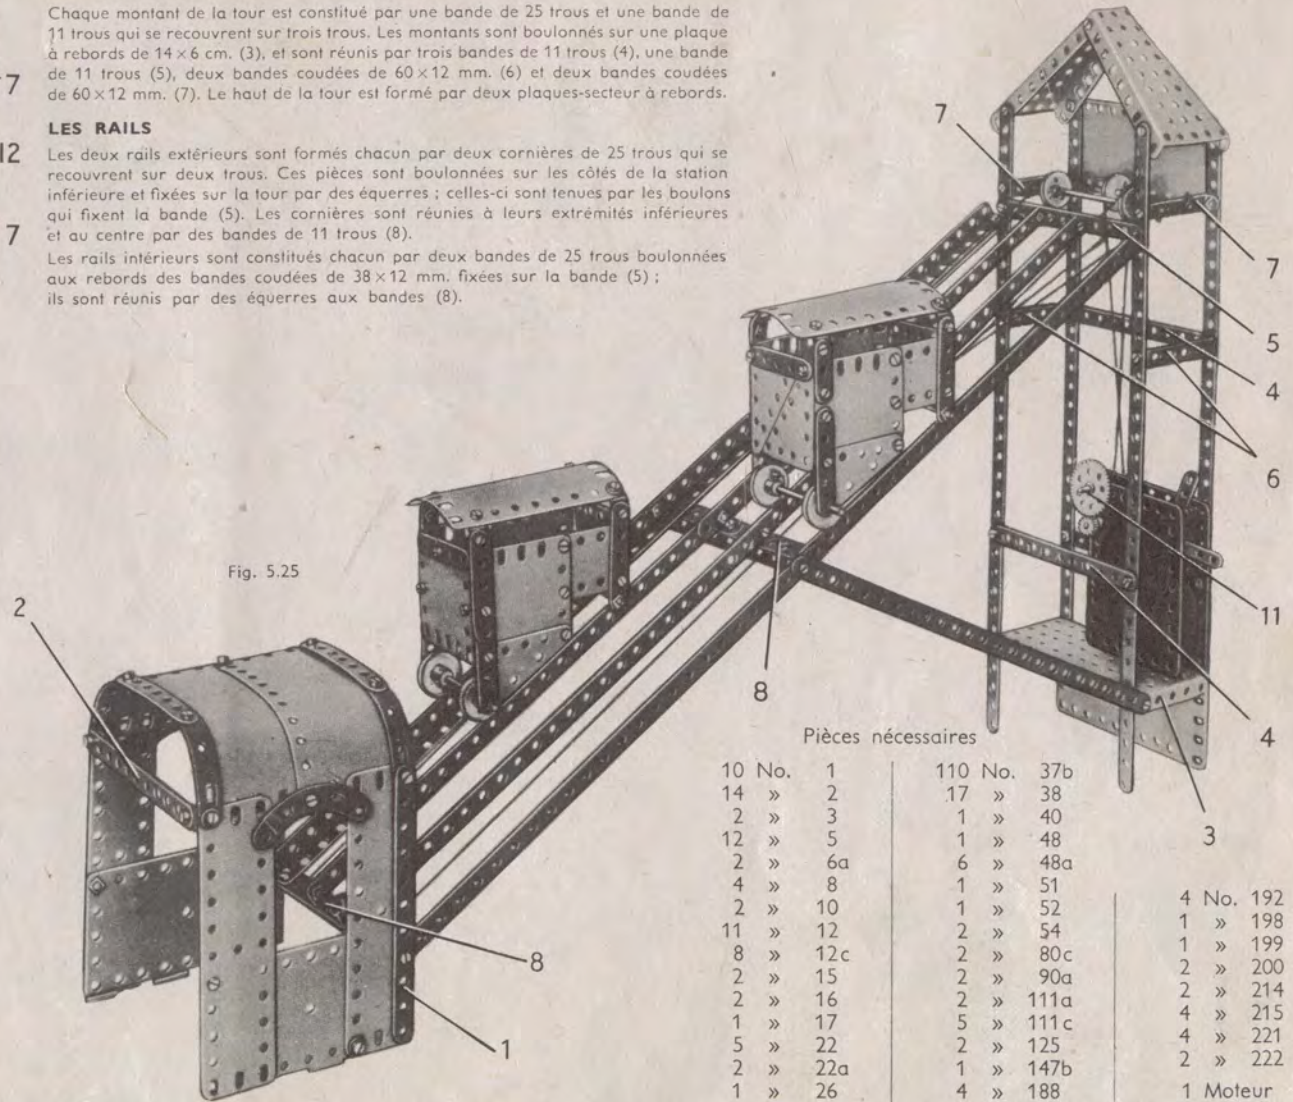 Chaque montant de la tour est constitué par une bande de 25 trous et une bande de
11 trous qui se recouvrent sur trois trous. Les montants sont boulonnés sur une plaque
à rebords de 14×6 cm. (3), et sont réunis par trois bandes de 11 trous (4), une bande
de 11 trous (5), deux bandes coudées de 60×12 mm. (6) et deux bandes coudées
de 60×12 mm. (7). Le haut de la tour est formé par deux plaques-secteur à rebords.
7
LES RAILS
12
Les deux rails extérieurs sont formés chacun par deux cornières de 25 trous qui se
recouvrent sur deux trous. Ces pièces sont boulonnées sur les côtés de la station
inférieure et fixées sur la tour par des équerres ; celles-ci sont tenues par les boulons
qui fixent la bande (5). Les cornières sont réunies à leurs extrémités inférieures
7
et au centre par des bandes de 11 trous (8).
Les rails intérieurs sont constitués chacun par deux bandes de 25 trous boulonnées
aux rebords des bandes coudées de 38×12 mm. fixées sur la bande (5) ;
ils sont réunis par des équerres aux bandes (8).
7
7
5
4
6
Fig. 5.25
2
11
8
4
3
8
1
Pièces nécessaires
10 No. 1
14 » 2
2 » 3
12 » 5
2 » 6a
4 » 8
2 » 10
11 » 12
8 » 12c
2 » 15
2 » 16
1 » 17
5 » 22
2 » 22a
1 » 26
110 No. 37b
17 » 38
1 » 40
1 » 48
6 » 48a
1 » 51
1 » 52
2 » 54
2 » 80c
2 » 90a
2 » 111a
5 » 111c
2 » 125
1 » 147b
4 » 188
4 No. 192
1 » 198
1 » 199
2 » 200
2 » 214
4 » 215
4 » 221
2 » 222
1 Moteur